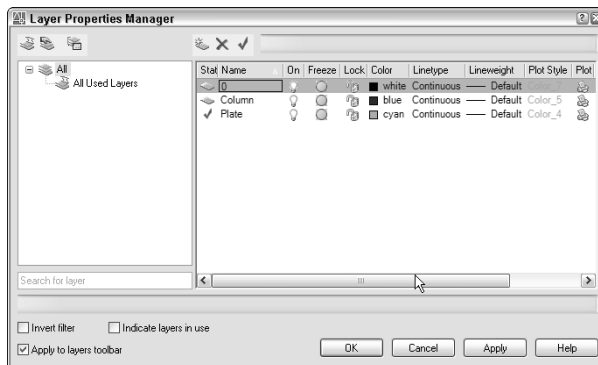 Layer Properties Manager
All
All Used Layers
Stat Name On Freeze Lock Color Linetype Lineweight Plot Style Plot
0 white Continuous Default Color_7
Column blue Continuous Default Color_5
Plate cyan Continuous Default Color_4
Search for layer
Invert filter Indicate layers in use
Apply to layers toolbar OK Cancel Apply Help